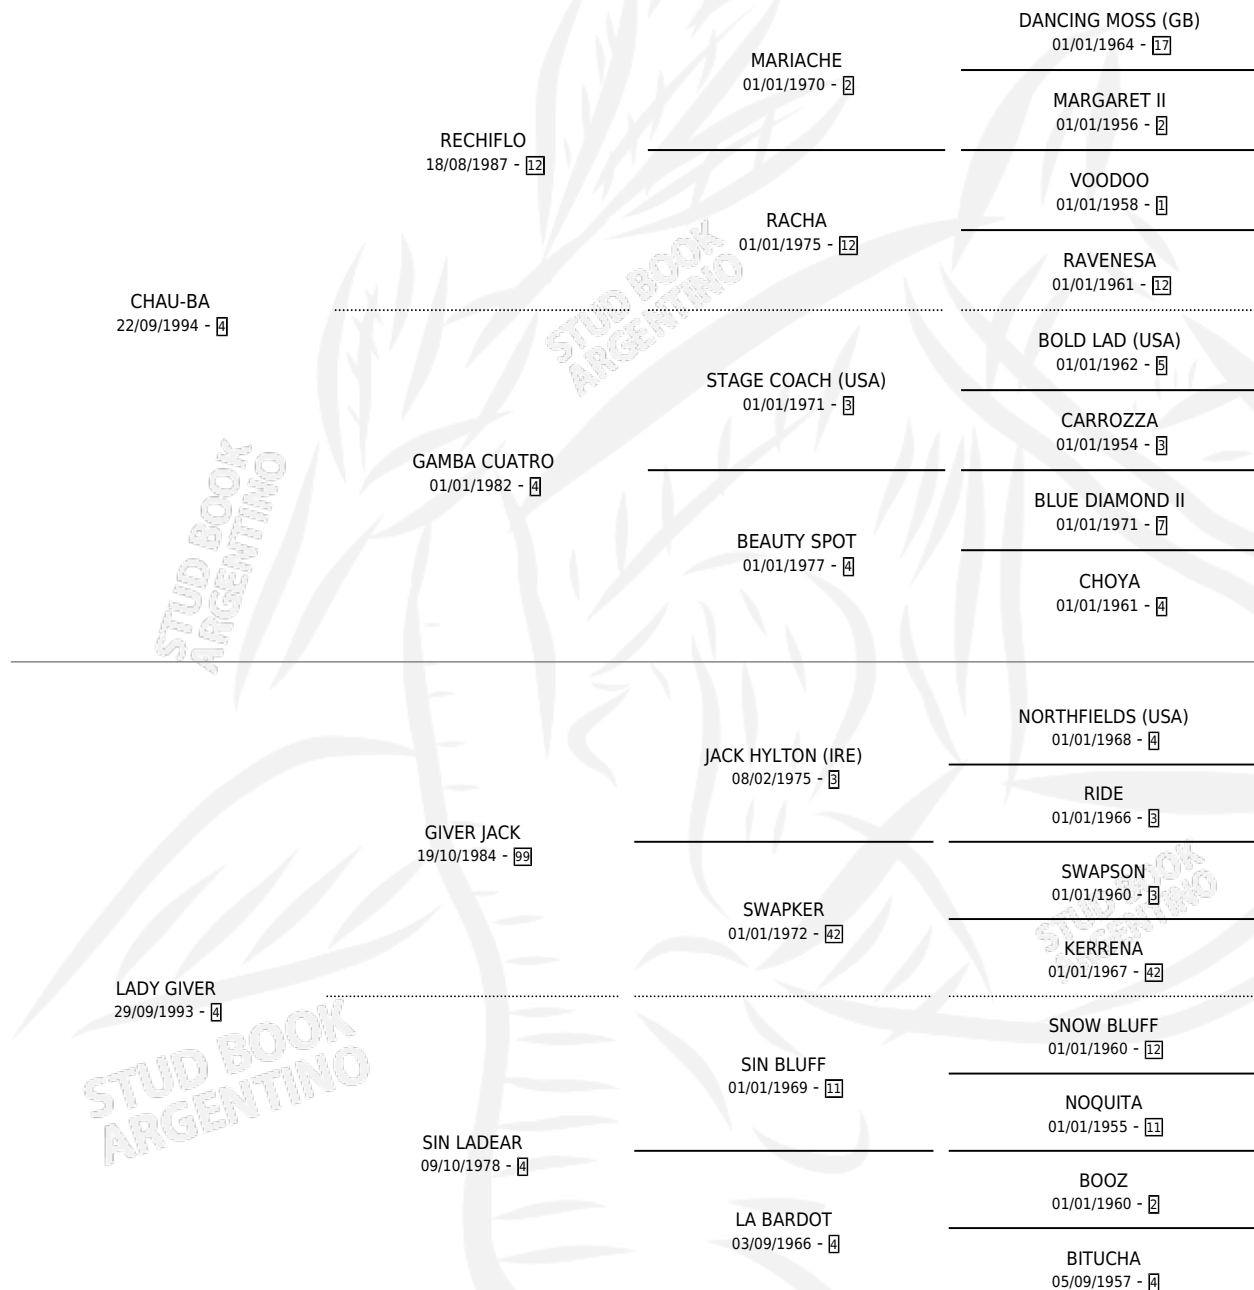 DANCING MOSS (GB)
01/01/1964 - 17
MARIACHE
01/01/1970 - 2
MARGARET II
01/01/1956 - 2
RECHIFLO
18/08/1987 - 12
VOODOO
01/01/1958 - 1
RACHA
01/01/1975 - 12
RAVENESA
01/01/1961 - 12
CHAU-BA
22/09/1994 - 4
STUD BOOK
ARGENTINO
BOLD LAD (USA)
01/01/1962 - 5
STAGE COACH (USA)
01/01/1971 - 3
CARROZZA
01/01/1954 - 3
GAMBA CUATRO
01/01/1982 - 4
STUD BOOK
ARGENTINO
BLUE DIAMOND II
01/01/1971 - 7
BEAUTY SPOT
01/01/1977 - 4
CHOYA
01/01/1961 - 4
NORTHFIELDS (USA)
01/01/1968 - 4
JACK HYLTON (IRE)
08/02/1975 - 3
RIDE
01/01/1966 - 3
GIVER JACK
19/10/1984 - 99
SWAPSON
01/01/1960 - 3
STUD BOOK
ARGENTINO
SWAPKER
01/01/1972 - 42
KERRENA
01/01/1967 - 42
LADY GIVER
29/09/1993 - 4
STUD BOOK
ARGENTINO
SNOW BLUFF
01/01/1960 - 12
SIN BLUFF
01/01/1969 - 11
NOQUITA
01/01/1955 - 11
SIN LADEAR
09/10/1978 - 4
BOOZ
01/01/1960 - 2
LA BARDOT
03/09/1966 - 4
BITUCHA
05/09/1957 - 4